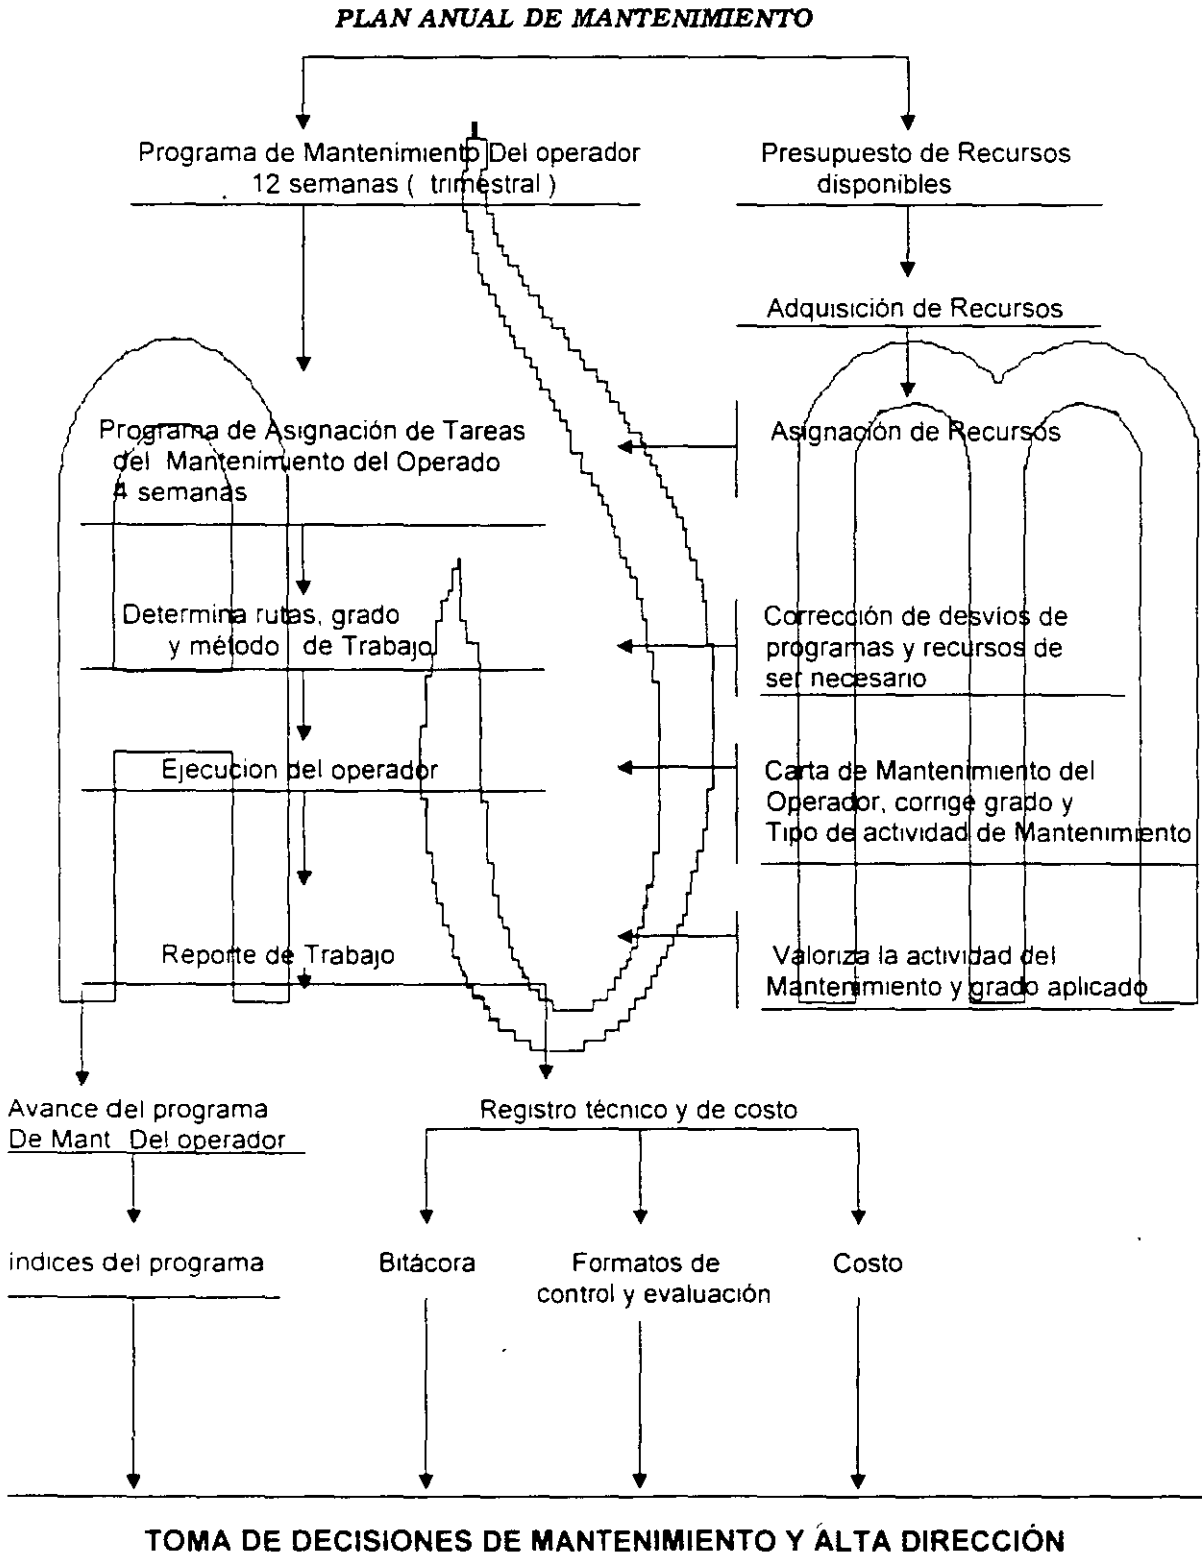 PLAN ANUAL DE MANTENIMIENTO
Programa de Mantenimiento Del operador
12 semanas ( trimestral )
Presupuesto de Recursos
disponibles
Adquisición de Recursos
Programa de Asignación de Tareas
del Mantenimiento del Operado
4 semanas
Asignación de Recursos
Determina rutas, grado
y método de Trabajo
Corrección de desvíos de
programas y recursos de
ser necesario
Ejecucion del operador
Carta de Mantenimiento del
Operador, corrige grado y
Tipo de actividad de Mantenimiento
Reporte de Trabajo
Valoriza la actividad del
Mantenimiento y grado aplicado
Avance del programa
De Mant Del operador
Registro técnico y de costo
índices del programa
Bitácora
Formatos de
control y evaluación
Costo
TOMA DE DECISIONES DE MANTENIMIENTO Y ALTA DIRECCIÓN